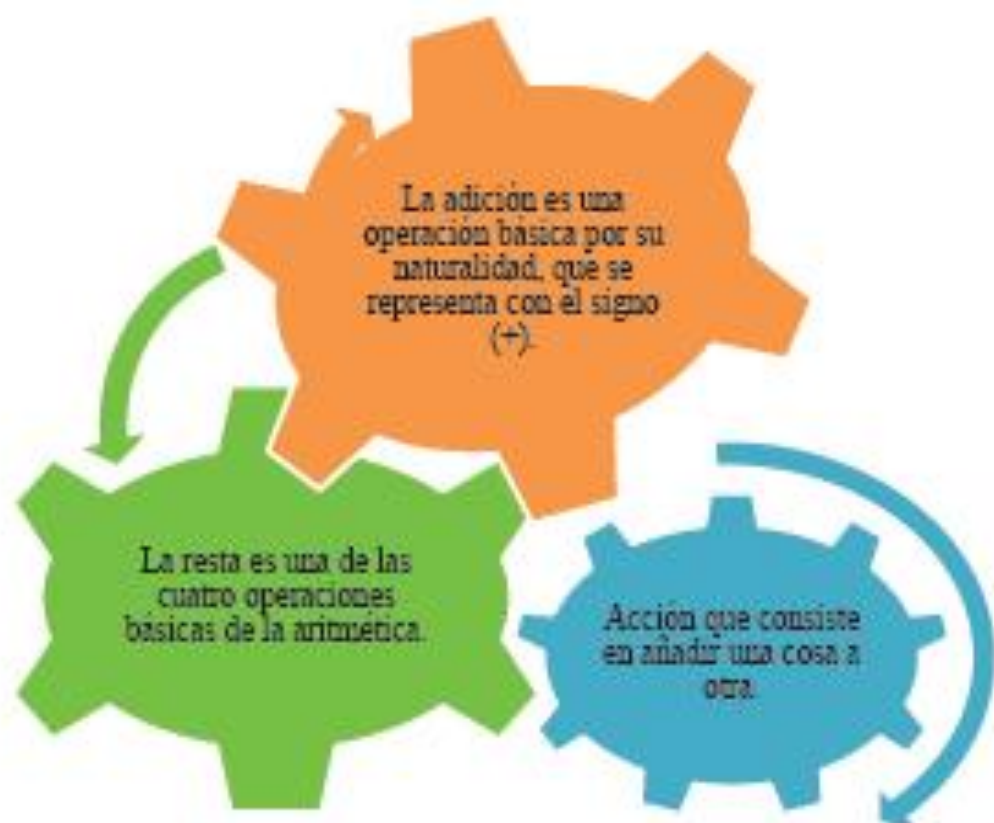 La adición es una
operación básica por su
naturalidad, que se
representa con el signo
(+).
La resta es una de las
cuatro operaciones
básicas de la aritmética.
Acción que consiste
en añadir una cosa a
otra